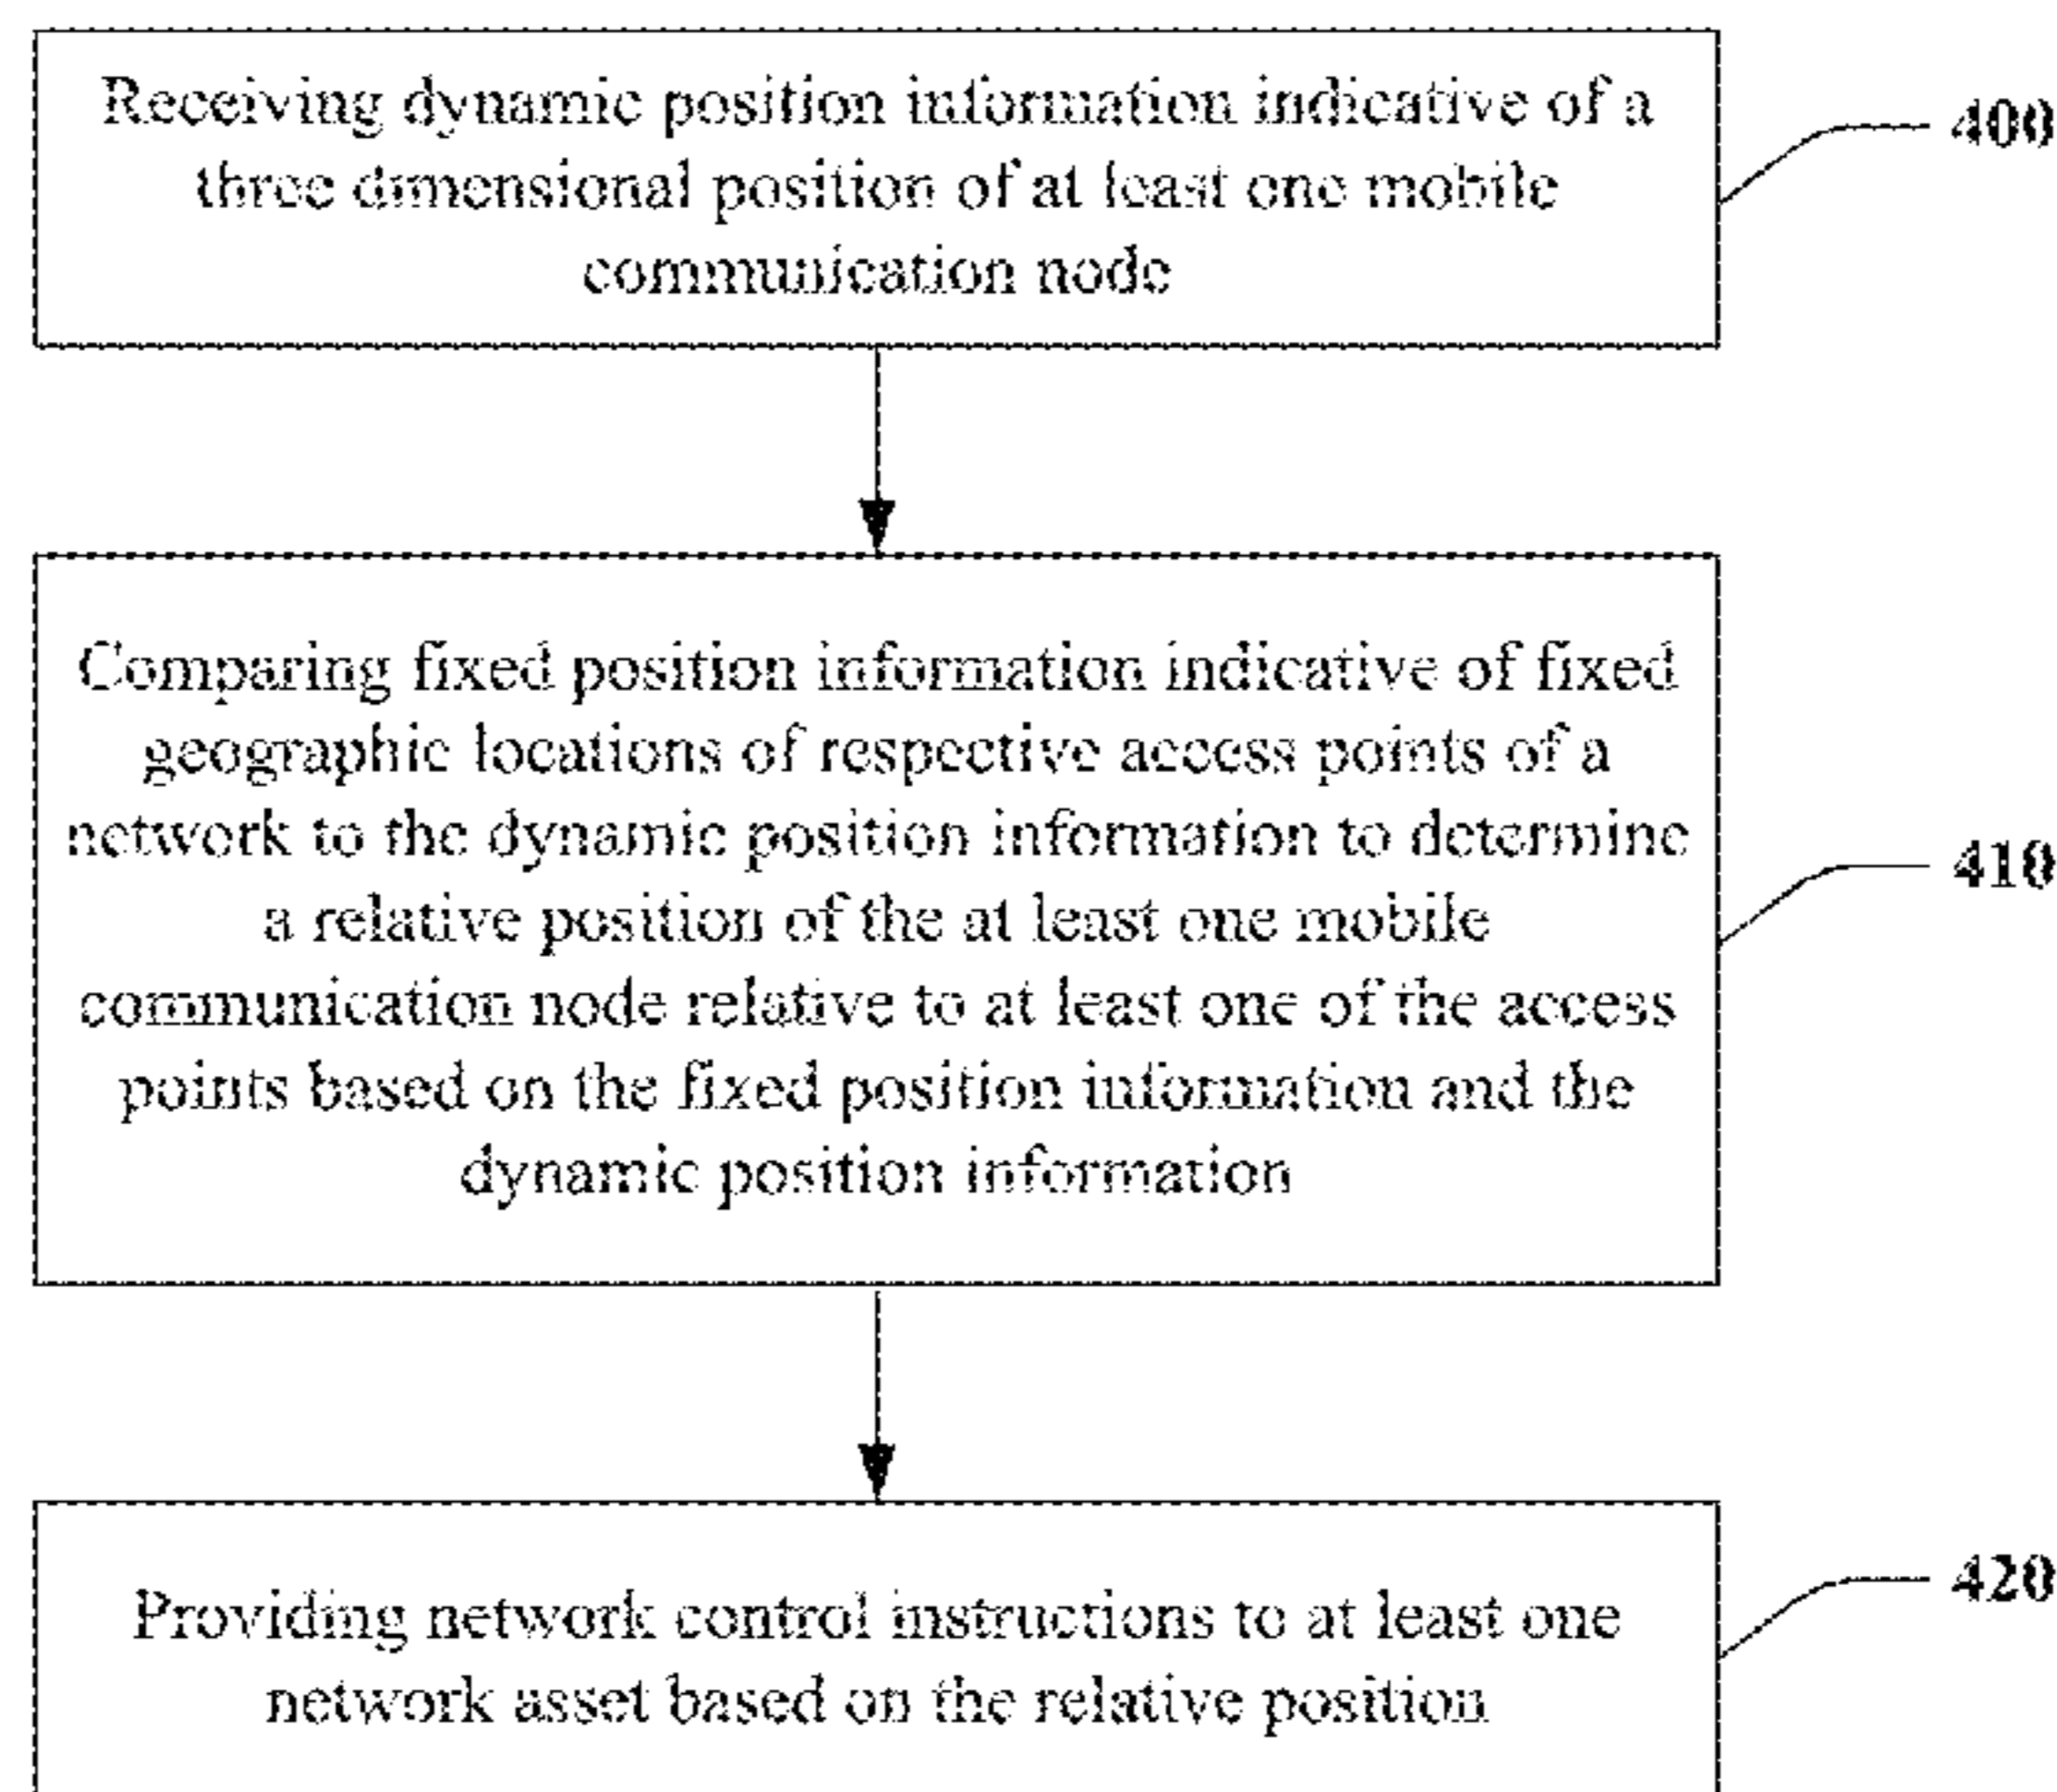 Receiving dynamic position information indicative of a
three dimensional position of at least one mobile
communication node
400
Comparing fixed position information indicative of fixed
geographic locations of respective access points of a
network to the dynamic position information to determine
a relative position of the at least one mobile
communication node relative to at least one of the access
points based on the fixed position information and the
dynamic position information
410
Providing network control instructions to at least one
network asset based on the relative position
420